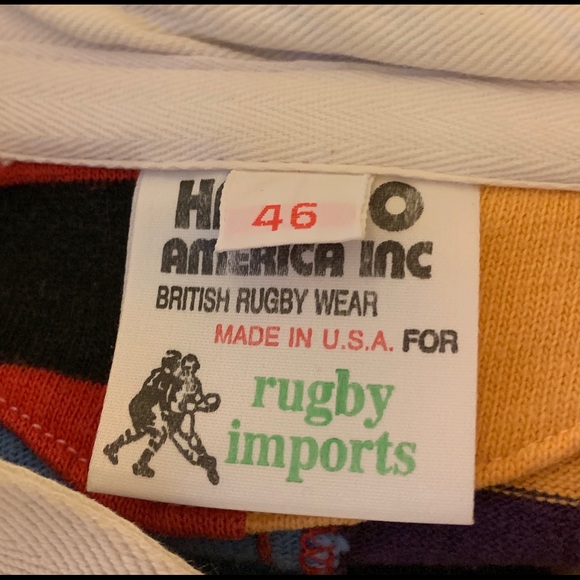 46
AMERICA INC
BRITISH RUGBY WEAR
MADE IN U.S.A. FOR
rugby
imports